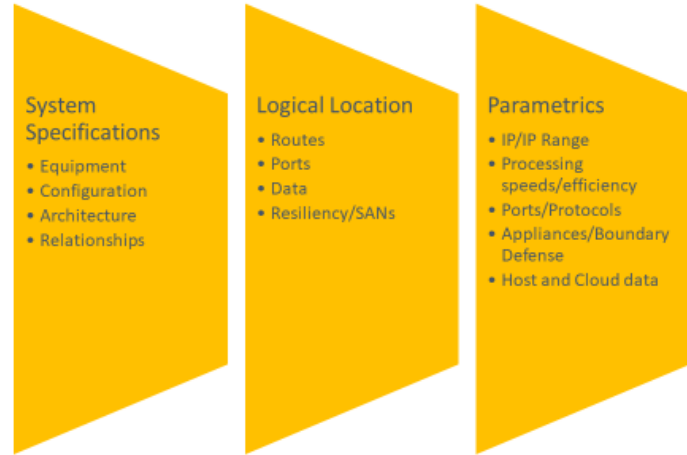 System
Specifications
• Equipment
• Configuration
• Architecture
• Relationships
Logical Location
• Routes
• Ports
• Data
• Resiliency/SANs
Parametrics
• IP/IP Range
• Processing
speeds/efficiency
• Ports/Protocols
• Appliances/Boundary
Defense
• Host and Cloud data